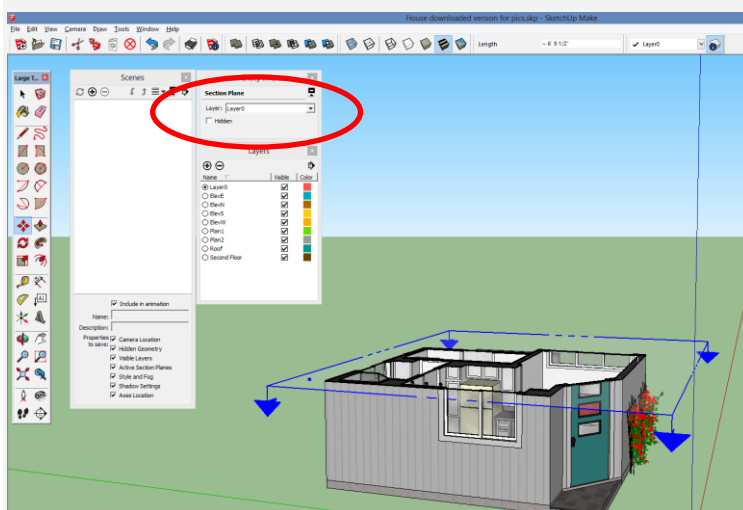 House downloaded version for pics.skp - SketchUp Make
File Edit View Camera Draw Tools Window Help
Length ~ 6' 9 1/2" Layer0
Large T...
Scenes
Section Plane
Layer: Layer0
Hidden
Layers
Name Visible Color
Layer0
ElevE
ElevN
ElevS
ElevW
Plan1
Plan2
Roof
Second Floor
Include in animation
Name:
Description:
Properties to save:
Camera Location
Hidden Geometry
Visible Layers
Active Section Planes
Style and Fog
Shadow Settings
Axes Location